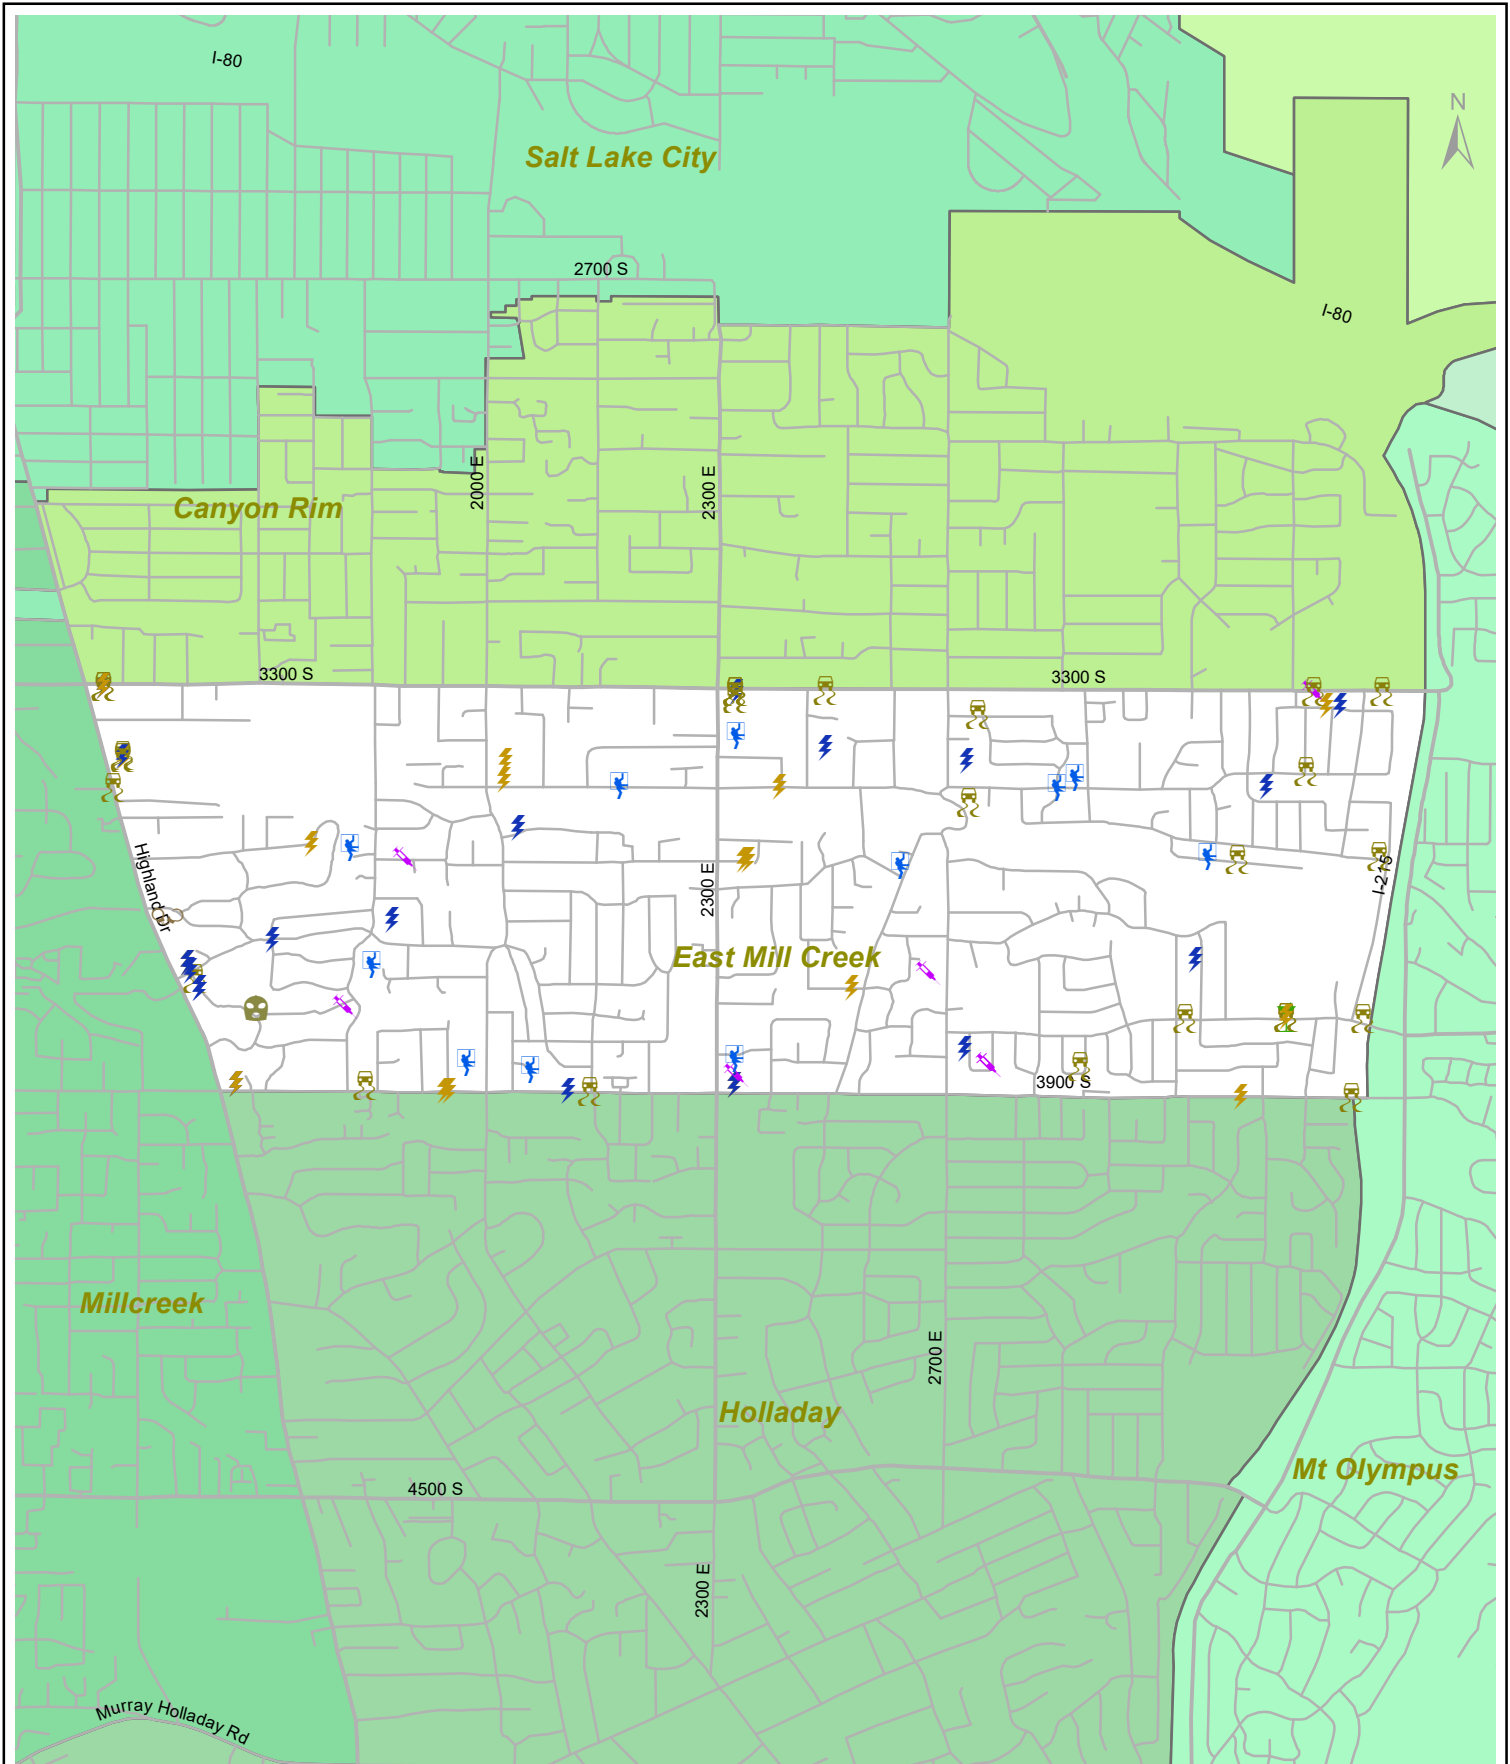 I-80
N
Salt Lake City
2700 S
I-80
2000 E
2300 E
Canyon Rim
3300 S
3300 S
Highland Dr
2300 E
I-215
East Mill Creek
3900 S
Millcreek
2700 E
Holladay
Mt Olympus
4500 S
2300 E
Murray Holladay Rd